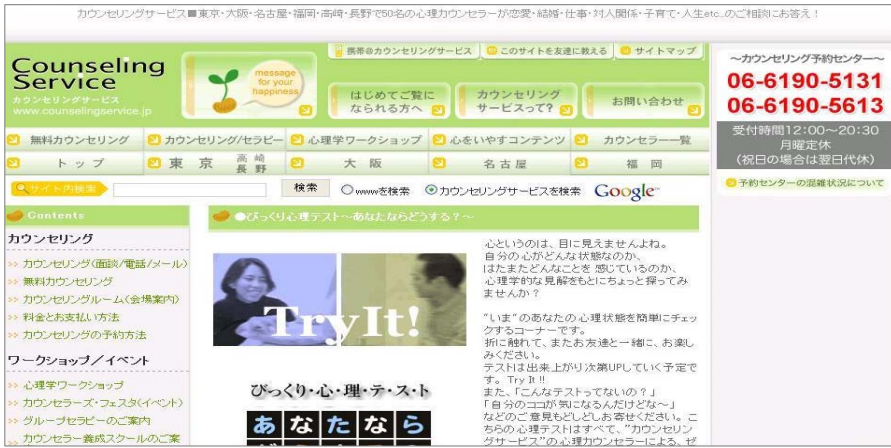 カウンセリングサービス■東京・大阪・名古屋・福岡・高崎・長野で50名の心理カウンセラーが恋愛・結婚・仕事・対人関係・子育て・人生etc..のご相談にお答え！
携帯@カウンセリングサービス
このサイトを友達に教える
サイトマップ
Counseling
Service
カウンセリングサービス
www.counselingservice.jp
message
for your
happiness
はじめてご覧に
なられる方へ
カウンセリング
サービスって?
お問い合わせ
～カウンセリング予約センター～
06-6190-5131
06-6190-5613
受付時間12:00～20:30
月曜定休
(祝日の場合は翌日代休)
予約センターの混雑状況について
無料カウンセリング
カウンセリング/セラピー
心理学ワークショップ
心をいやすコンテンツ
カウンセラー一覧
トップ
東京 高崎 長野
大阪
名古屋
福岡
サイト内検索
検索
wwwを検索
カウンセリングサービスを検索
Google
Contents
カウンセリング
>> カウンセリング(面談/電話/メール)
>> 無料カウンセリング
>> カウンセリングルーム(会場案内)
>> 料金とお支払い方法
>> カウンセリングの予約方法
ワークショップ/イベント
>> 心理学ワークショップ
>> カウンセラーズ・フェスタ(イベント)
>> グループセラピーのご案内
>> カウンセラー養成スクールのご案
●びっくり心理テスト～あなたならどうする？～
Try It!
びっくり・心・理・テ・ス・ト
あなたなら
心というのは、目に見えませんよね。
自分の心がどんな状態なのか、
はたまたどんなことを 感じているのか、
心理学的な見解をもとにちょっと探ってみ
ませんか？
“いま”のあなたの心理状態を簡単にチェッ
クするコーナーです。
折に触れて、またお友達と一緒に、お楽し
みください。
テストは出来上がり次第UPしていく予定で
す。Try It !!
また、「こんなテストってないの？」
「自分のココが気になるんだけどな～」
などのご意見もどしどしお寄せください。こ
ちらの心理テストはすべて、”カウンセリン
グサービス”の心理カウンセラーによる、ゼ